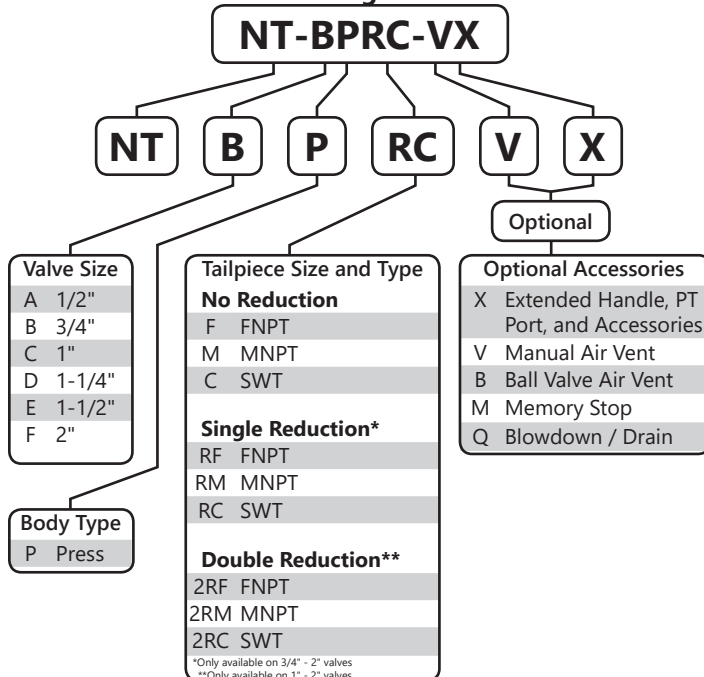 NT-BPRC-VX
NT B P RC V X
Optional
Valve Size
A 1/2"
B 3/4"
C 1"
D 1-1/4"
E 1-1/2"
F 2"
Body Type
P Press
Tailpiece Size and Type
No Reduction
F FNPT
M MNPT
C SWT
Single Reduction*
RF FNPT
RM MNPT
RC SWT
Double Reduction**
2RF FNPT
2RM MNPT
2RC SWT
*Only available on 3/4" - 2" valves
**Only available on 1" - 2" valves
Optional Accessories
X Extended Handle, PT
Port, and Accessories
V Manual Air Vent
B Ball Valve Air Vent
M Memory Stop
Q Blowdown / Drain